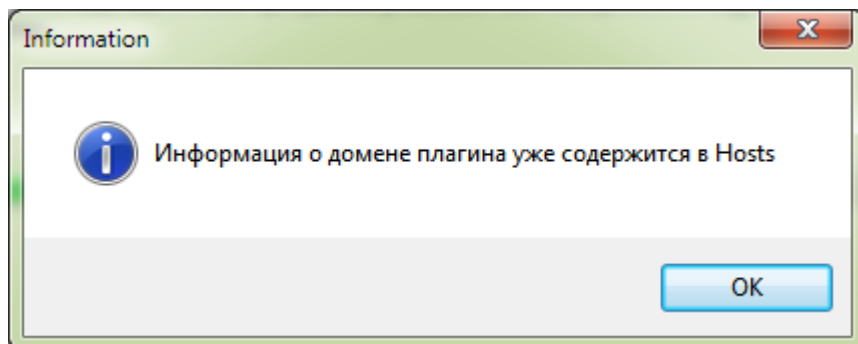 Information
Информация о домене плагина уже содержится в Hosts
OK